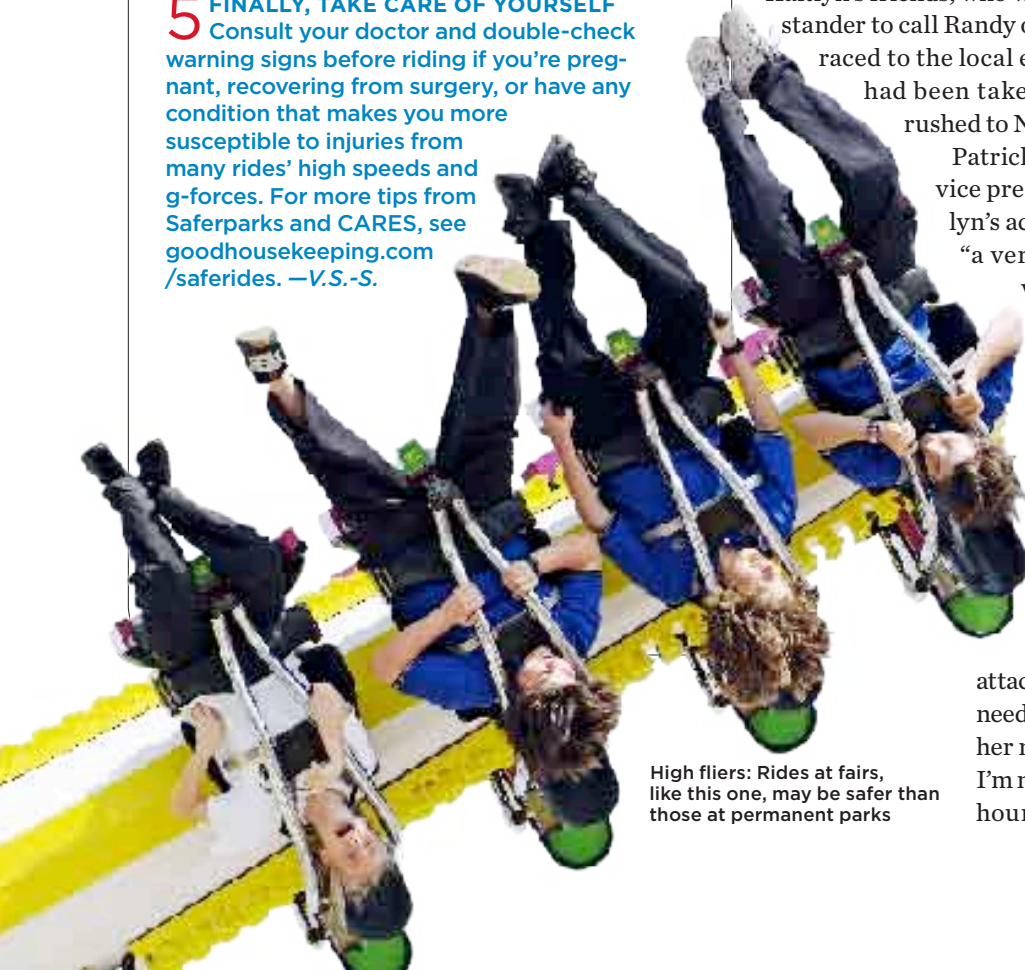 5 FINALLY, TAKE CARE OF YOURSELF
Consult your doctor and double-check
warning signs before riding if you’re preg-
nant, recovering from surgery, or have any
condition that makes you more
susceptible to injuries from
many rides’ high speeds and
g-forces. For more tips from
Saferparks and CARES, see
goodhousekeeping.com
/saferides. —V.S.-S.
stander to call Randy
raced to the local
had been take
rushed to
vice pre
lyn’s ac
“a ver
High fliers: Rides at fairs,
like this one, may be safer than
those at permanent parks
attac
need
her
I’m
hour